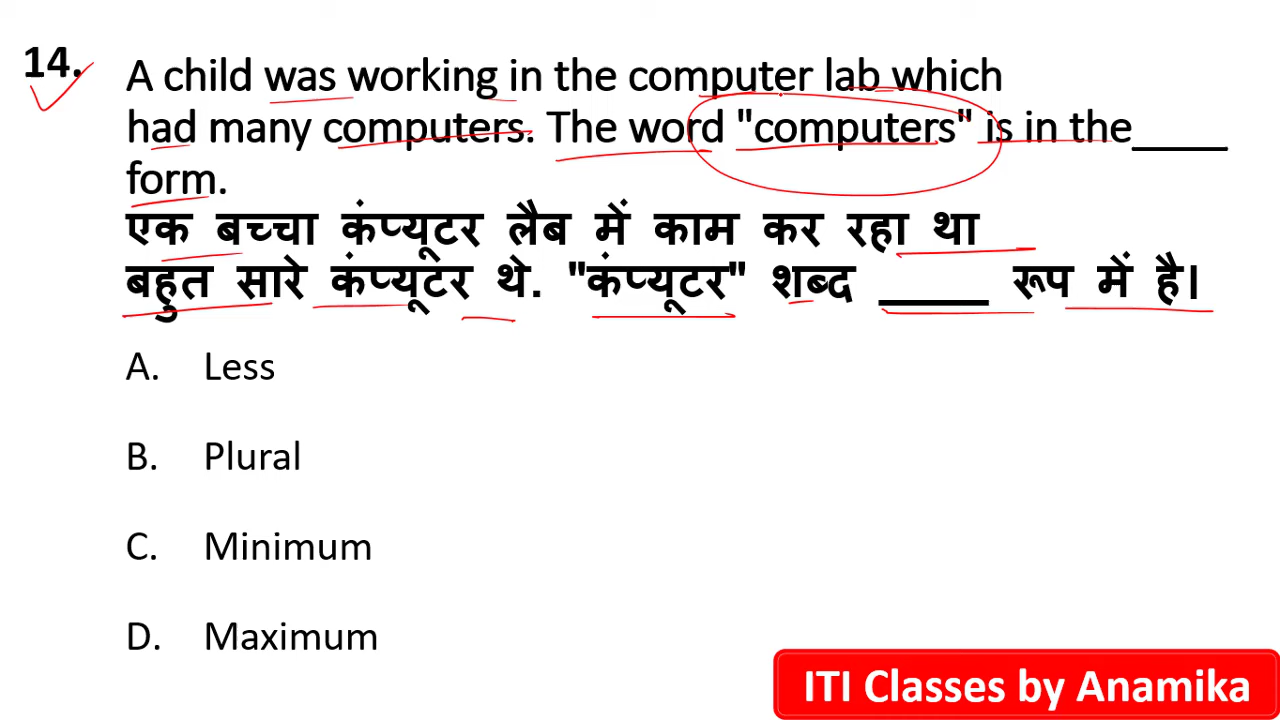 14.
A child was working in the computer lab which
had many computers. The word "computers" is in the____
form.
एक बच्चा कंप्यूटर लैब में काम कर रहा था
बहुत सारे कंप्यूटर थे. "कंप्यूटर" शब्द _____ रूप में है।
A. Less
B. Plural
C. Minimum
D. Maximum
ITI Classes by Anamika